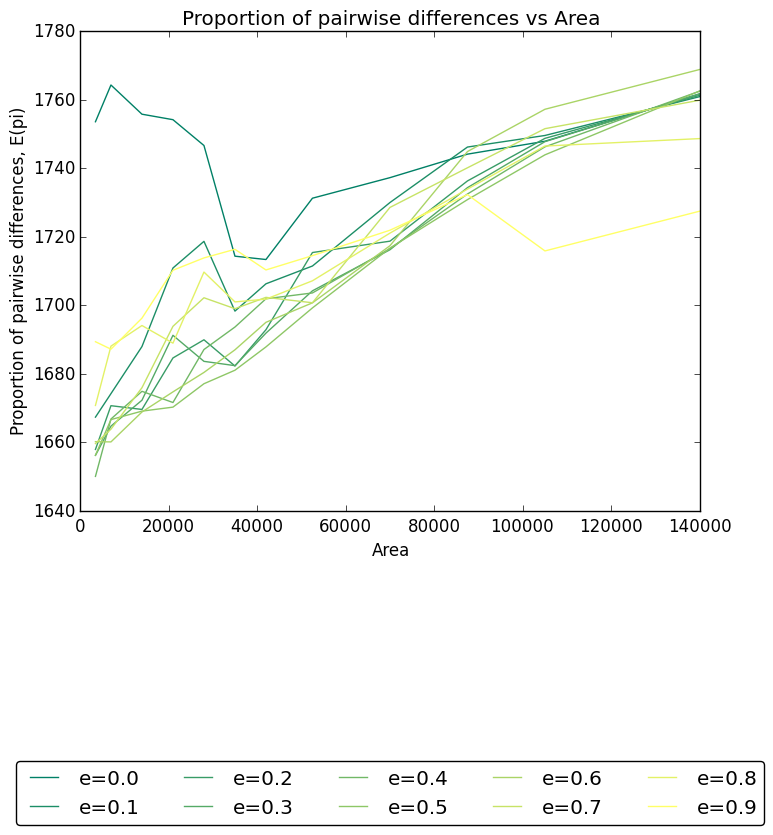 Proportion of pairwise differences vs Area
Proportion of pairwise differences, E(pi)
1780
1760
1740
1720
1700
1680
1660
1640
0 20000 40000 60000 80000 100000 120000 140000
Area
e=0.0 e=0.2 e=0.4 e=0.6 e=0.8
e=0.1 e=0.3 e=0.5 e=0.7 e=0.9